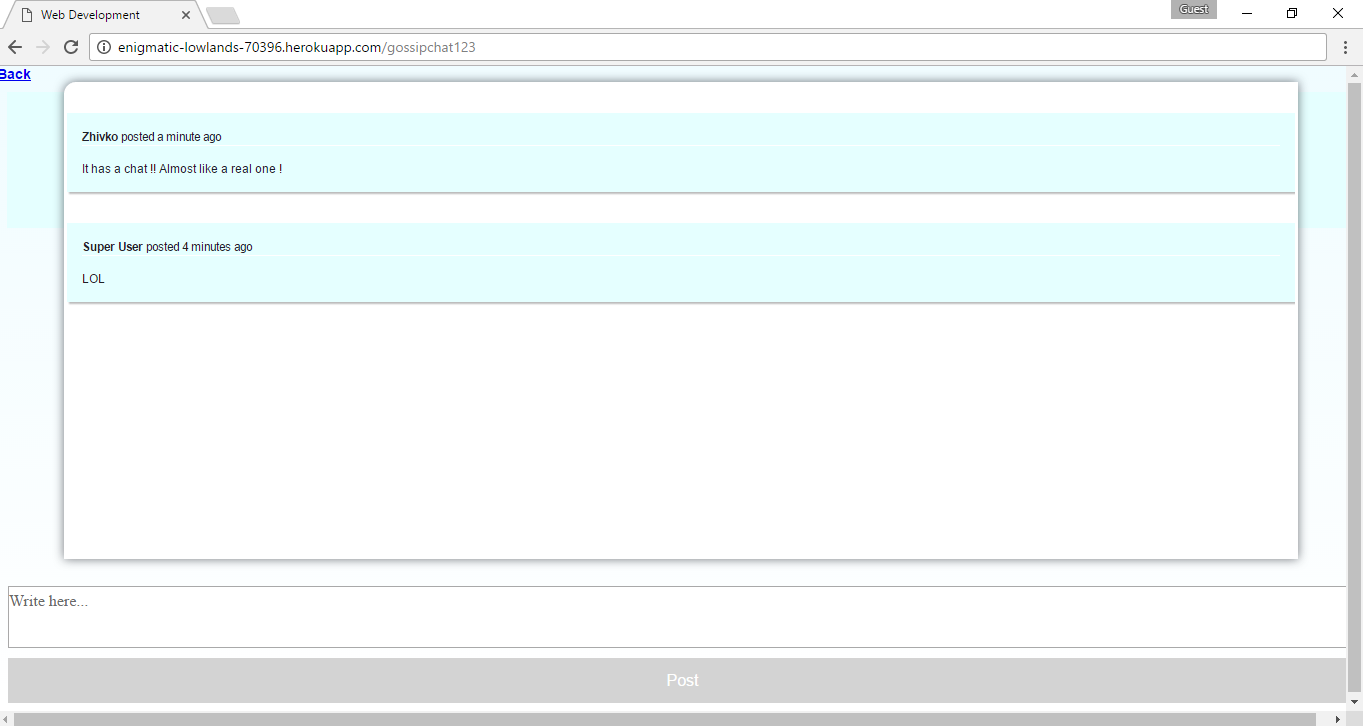 Web Development
Guest
enigmatic-lowlands-70396.herokuapp.com/gossipchat123
Back
Zhivko posted a minute ago
It has a chat !! Almost like a real one !
Super User posted 4 minutes ago
LOL
Write here...
Post